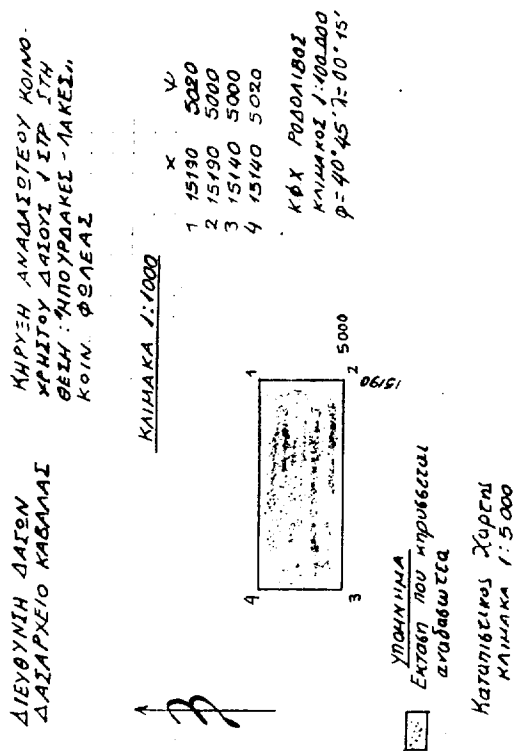 ΔΙΕΥΘΥΝΣΗ ΔΑΣΩΝ
ΔΑΣΑΡΧΕΙΟ ΚΑΒΑΛΑΣ
ΚΗΡΥΞΗ ΑΝΑΔΑΣΩΤΕΟΥ ΚΟΙΝΟ-
ΧΡΗΣΤΟΥ ΔΑΣΟΥΣ 1 ΣΤΡ ΣΤΗ
ΘΕΣΗ: "ΜΠΟΥΡΔΑΚΕΣ-ΛΑΚΕΣ"
ΚΟΙΝ. ΦΩΛΕΑΣ
ΚΛΙΜΑΚΑ 1:1000
Χ Ψ
1 15190 5020
2 15190 5000
3 15140 5000
4 15140 5020
ΚΦΧ ΡΟΔΟΛΙΒΟΣ
ΚΛΙΜΑΚΟΣ 1:100.000
φ=40°45' λ=00°15'
4
1
3
2
5000
15190
ΥΠΟΜΝΗΜΑ
Εκταση που κηρυσσεται
αναδασωτεα
Καταπιστικος Χαρτης
ΚΛΙΜΑΚΑ 1:5000